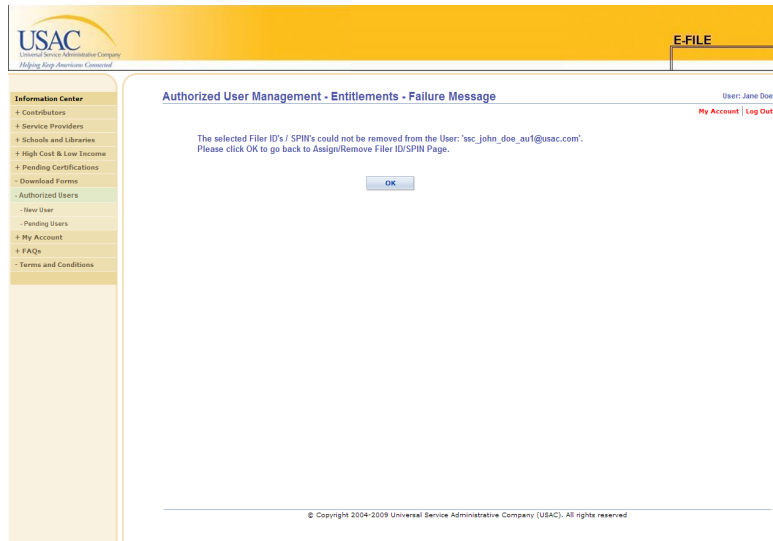 USAC
Universal Service Administrative Company
Helping Keep Americans Connected
E-FILE
Information Center
+ Contributors
+ Service Providers
+ Schools and Libraries
+ High Cost & Low Income
+ Pending Certifications
- Download Forms
- Authorized Users
- New User
- Pending Users
+ My Account
+ FAQs
- Terms and Conditions
Authorized User Management - Entitlements - Failure Message
User: Jane Doe
My Account | Log Out
The selected Filer ID's / SPIN's could not be removed from the User: 'ssc_john_doe_au1@usac.com'.
Please click OK to go back to Assign/Remove Filer ID/SPIN Page.
OK
© Copyright 2004-2009 Universal Service Administrative Company (USAC). All rights reserved